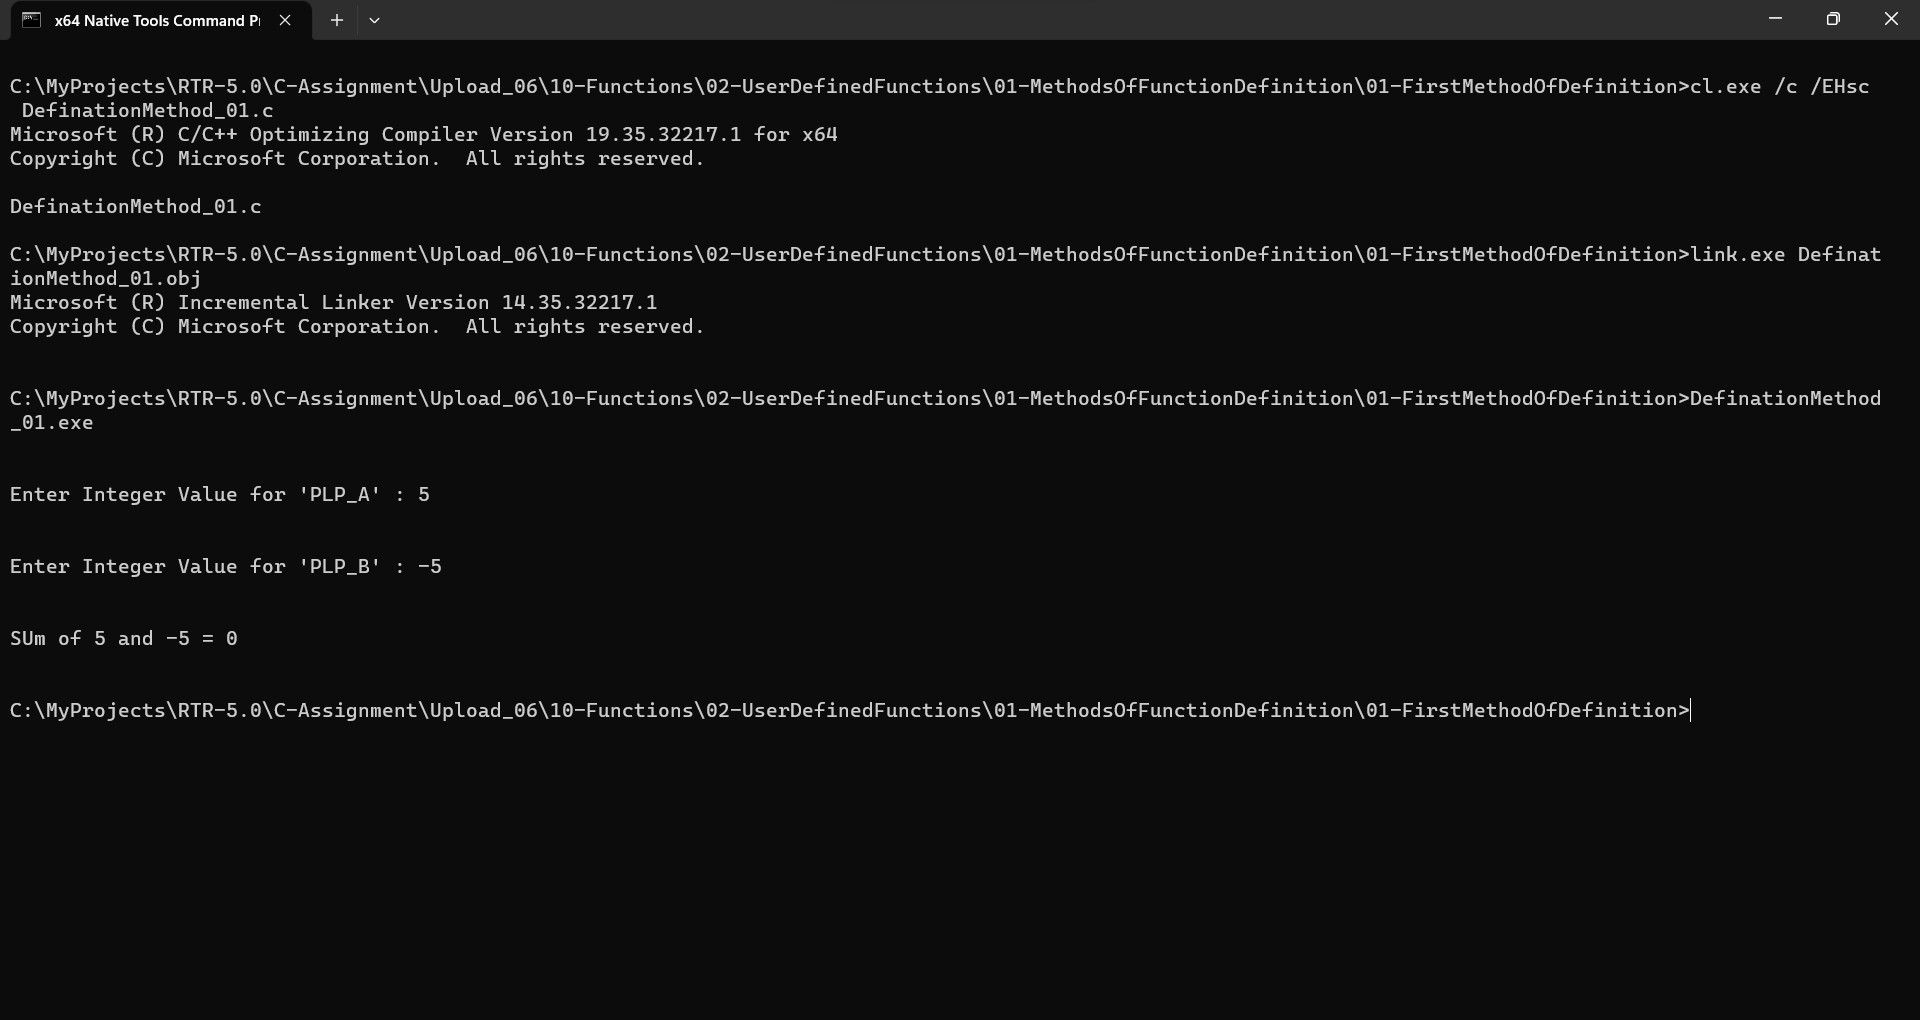 x64 Native Tools Command P
C:\MyProjects\RTR-5.0\C-Assignment\Upload_06\10-Functions\02-UserDefinedFunctions\01-MethodsOfFunctionDefinition\01-FirstMethodOfDefinition>cl.exe /c /EHsc
 DefinationMethod_01.c
Microsoft (R) C/C++ Optimizing Compiler Version 19.35.32217.1 for x64
Copyright (C) Microsoft Corporation.  All rights reserved.
DefinationMethod_01.c
C:\MyProjects\RTR-5.0\C-Assignment\Upload_06\10-Functions\02-UserDefinedFunctions\01-MethodsOfFunctionDefinition\01-FirstMethodOfDefinition>link.exe Definat
ionMethod_01.obj
Microsoft (R) Incremental Linker Version 14.35.32217.1
Copyright (C) Microsoft Corporation.  All rights reserved.
C:\MyProjects\RTR-5.0\C-Assignment\Upload_06\10-Functions\02-UserDefinedFunctions\01-MethodsOfFunctionDefinition\01-FirstMethodOfDefinition>DefinationMethod
_01.exe
Enter Integer Value for 'PLP_A' : 5
Enter Integer Value for 'PLP_B' : -5
SUm of 5 and -5 = 0
C:\MyProjects\RTR-5.0\C-Assignment\Upload_06\10-Functions\02-UserDefinedFunctions\01-MethodsOfFunctionDefinition\01-FirstMethodOfDefinition>